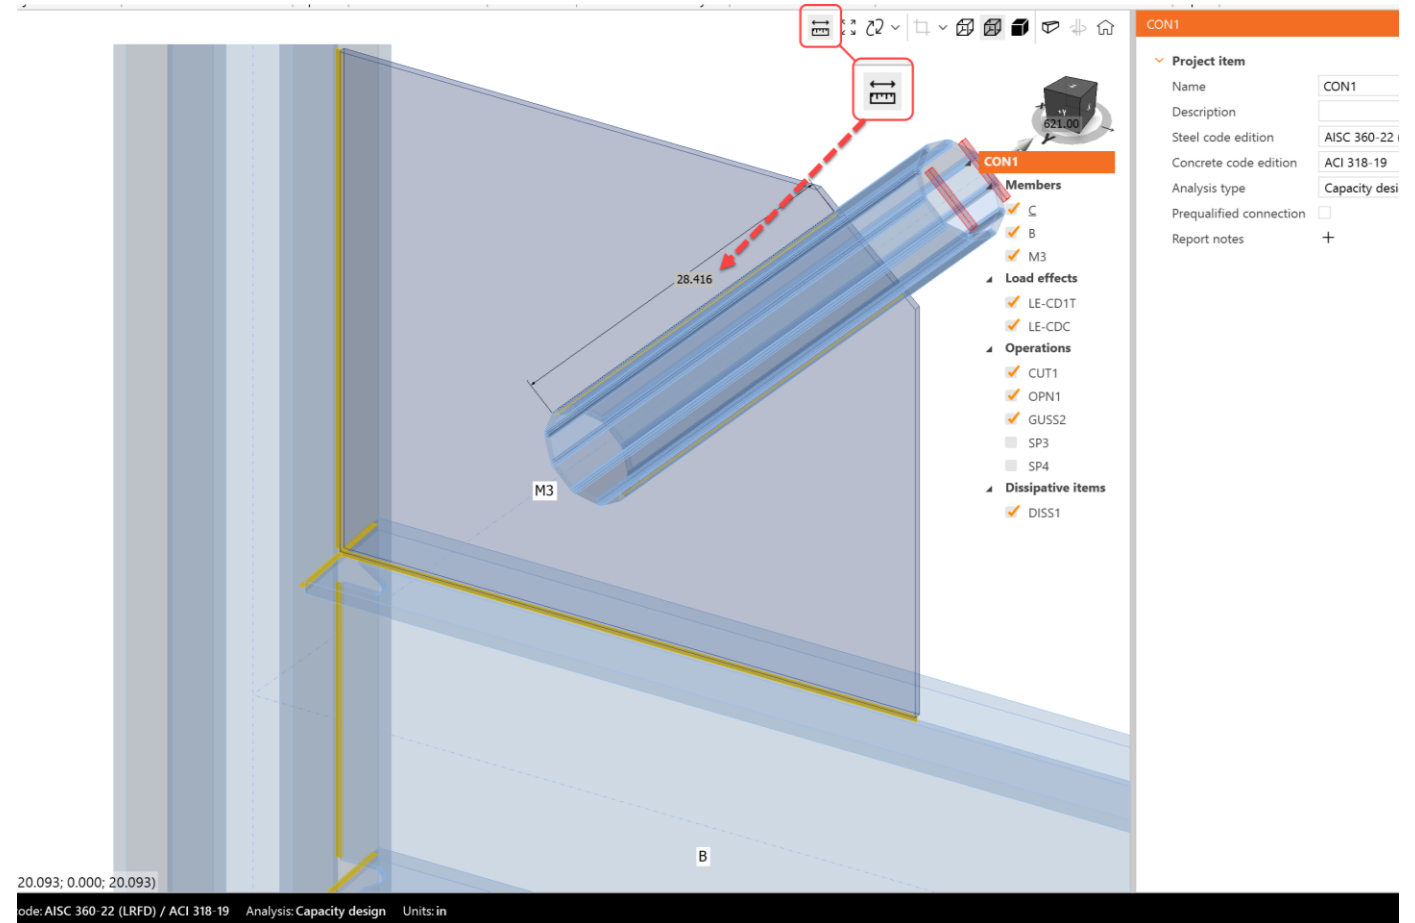 CON1
Project item
Name CON1
Description
Steel code edition AISC 360-22
Concrete code edition ACI 318-19
Analysis type Capacity desi
Prequalified connection
Report notes +
621.00
CON1
Members
C
B
M3
Load effects
LE-CD1T
LE-CDC
Operations
CUT1
OPN1
GUSS2
SP3
SP4
Dissipative items
DISS1
28.416
M3
B
20.093; 0.000; 20.093)
ode: AISC 360-22 (LRFD) / ACI 318-19 Analysis: Capacity design Units: in